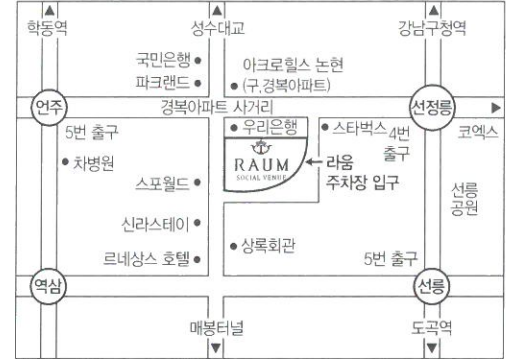 학동역
성수대교
강남구청역
국민은행
파크랜드
아크로힐스 논현
(구.경복아파트)
언주
경복아파트 사거리
선정릉
5번 출구
우리은행
스타벅스
4번
출구
코엑스
차병원
RAUM
SOCIAL VENUE
라움
주차장 입구
스포월드
선릉
공원
신라스테이
상록회관
르네상스 호텔
5번 출구
역삼
선릉
매봉터널
도곡역